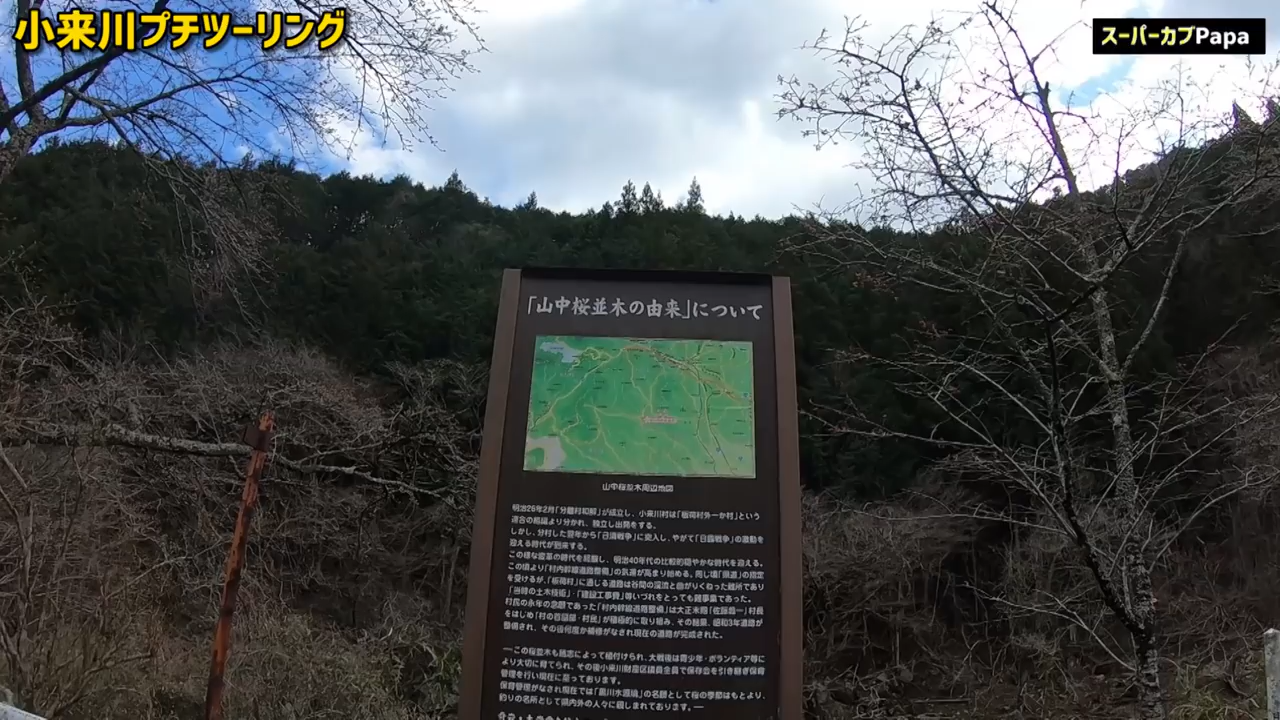 小来川プチツーリング
スーパーカブPapa
「山中桜並木の由来」について
山中桜並木周辺地図
明治26年2月「分離村和解」が成立し、小来川村は「板荷村外一か村」という
連合の組織より分かれ、独立し出発をする。
しかし、分村した翌年から「日清戦争」に突入し、やがて「日露戦争」の激動を
迎える時代が到来する。
この様な変革の時代を経験し、明治40年代の比較的穏やかな時代を迎える。
この頃より「村内幹線道路整備」の気運が高まり始める。同じ頃「県道」の指定
を受けるが、「板荷村」に通じる道路は谷間の渓流と曲がりくねった難所であり
「当時の土木技術」・「建設工事費」等いづれをとっても難事業であった。
村民の永年の念願であった「村内幹線道路整備」は大正末期「佐藤 一」村長
をはじめ「村の首脳部・村民」が積極的に取り組み、その結果、昭和3年道路が
整備され、その後何度か補修がなされ現在の道路が完成された。
―この桜並木も篤志によって植付けられ、大戦後は青少年・ボランティア等に
より大切に育てられ、その後小来川財産区議員全員で保存会を引き継ぎ保育
管理を行い現在に至っております。
保育管理がなされ現在では「黒川水源境」の名勝として桜の季節はもとより、
釣りの名所として県内外の人々に親しまれております。―